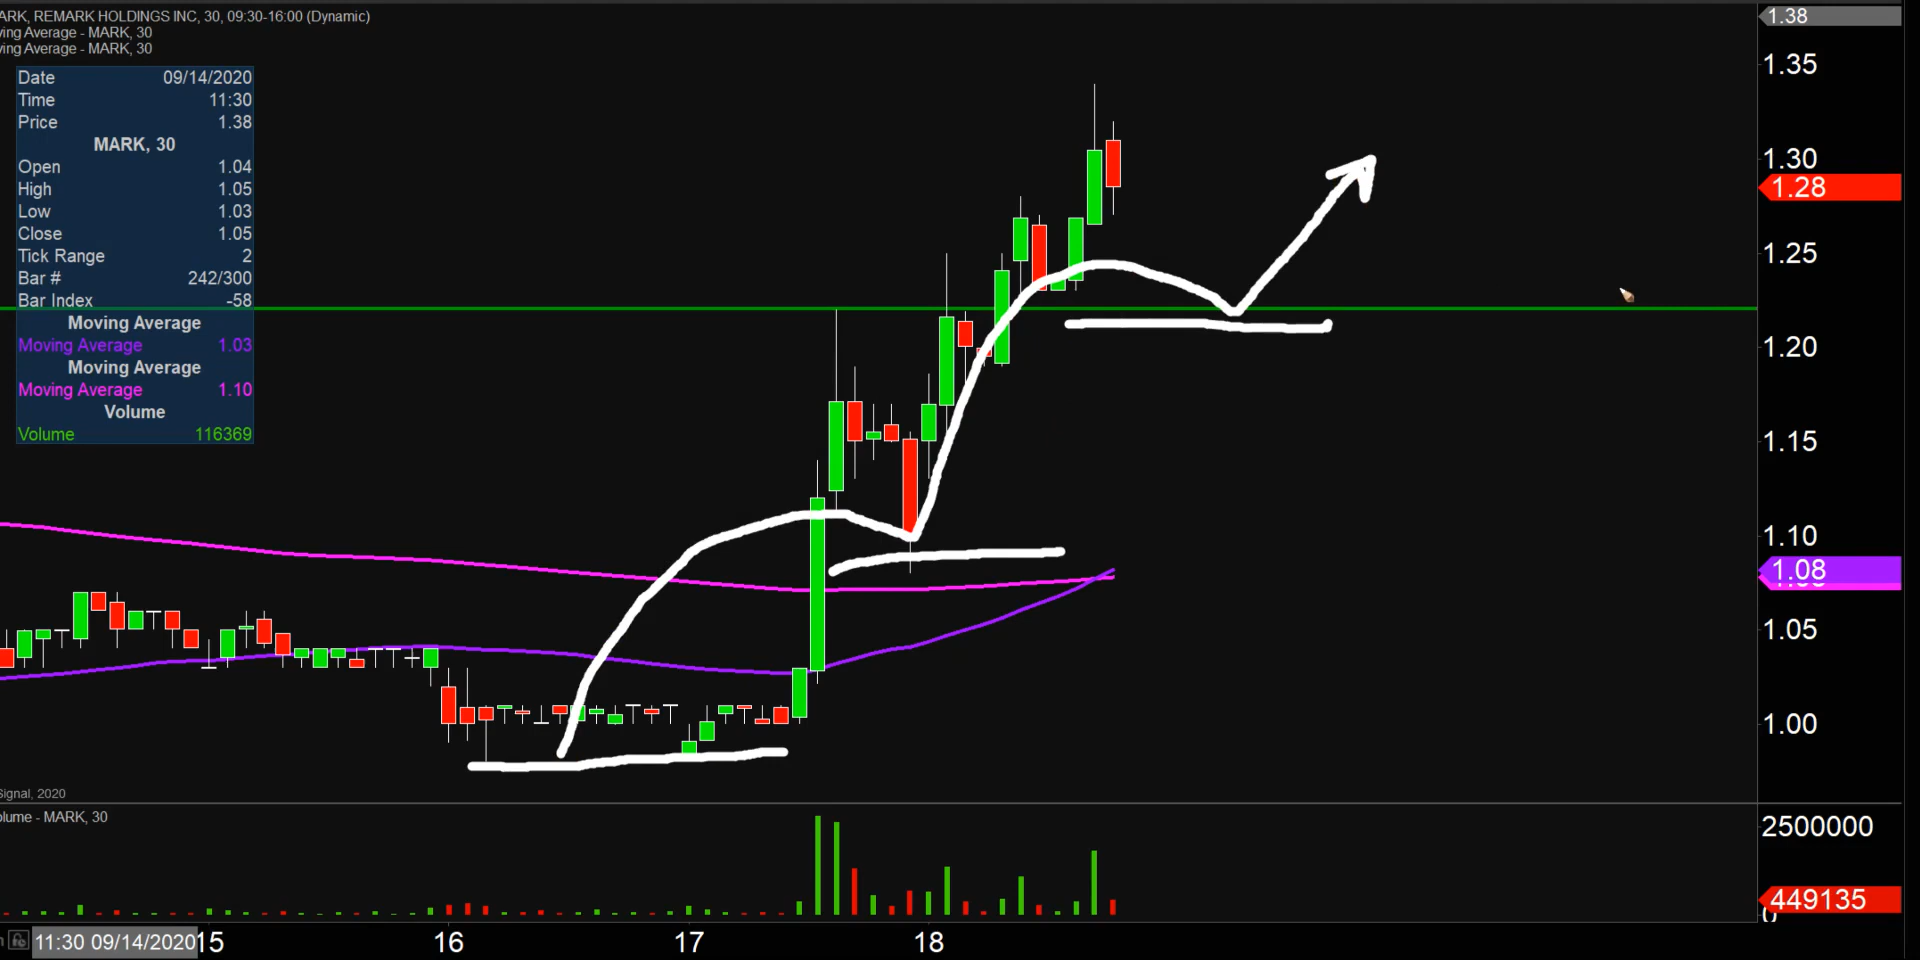 ARK, REMARK HOLDINGS INC, 30, 09:30-16:00 (Dynamic)
ving Average - MARK, 30
ving Average - MARK, 30
Date 09/14/2020
Time 11:30
Price 1.38
MARK, 30
Open 1.04
High 1.05
Low 1.03
Close 1.05
Tick Range 2
Bar # 242/300
Bar Index -58
Moving Average
Moving Average 1.03
Moving Average
Moving Average 1.10
Volume
Volume 116369
1.38
1.35
1.30
1.28
1.25
1.20
1.15
1.10
1.08
1.05
1.00
Signal, 2020
olume - MARK, 30
2500000
449135
0
11:30 09/14/2020 15 16 17 18